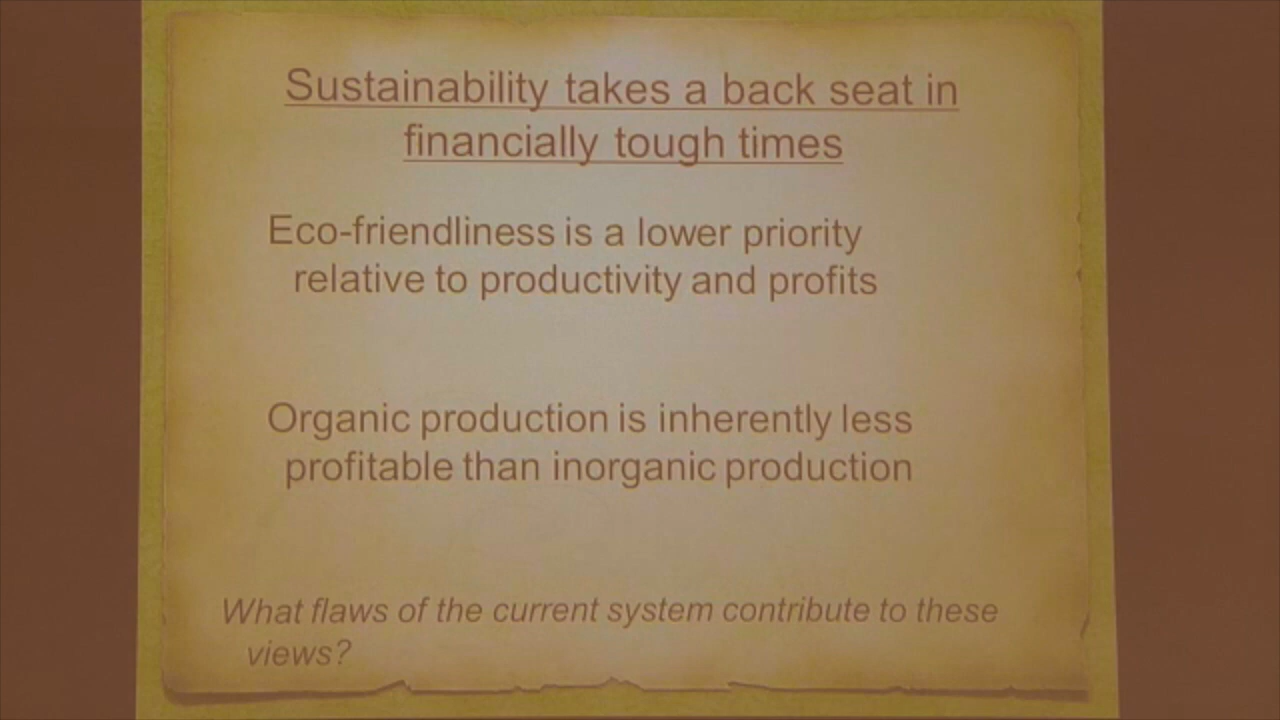 Sustainability takes a back seat in
financially tough times
Eco-friendliness is a lower priority
relative to productivity and profits
Organic production is inherently less
profitable than inorganic production
What flaws of the current system contribute to these
views?